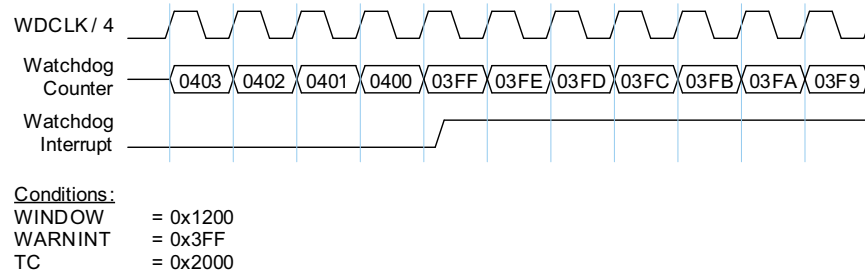 WDCLK / 4
Watchdog
Counter
0403 0402 0401 0400 03FF 03FE 03FD 03FC 03FB 03FA 03F9
Watchdog
Interrupt
Conditions:
WINDOW = 0x1200
WARNINT = 0x3FF
TC = 0x2000